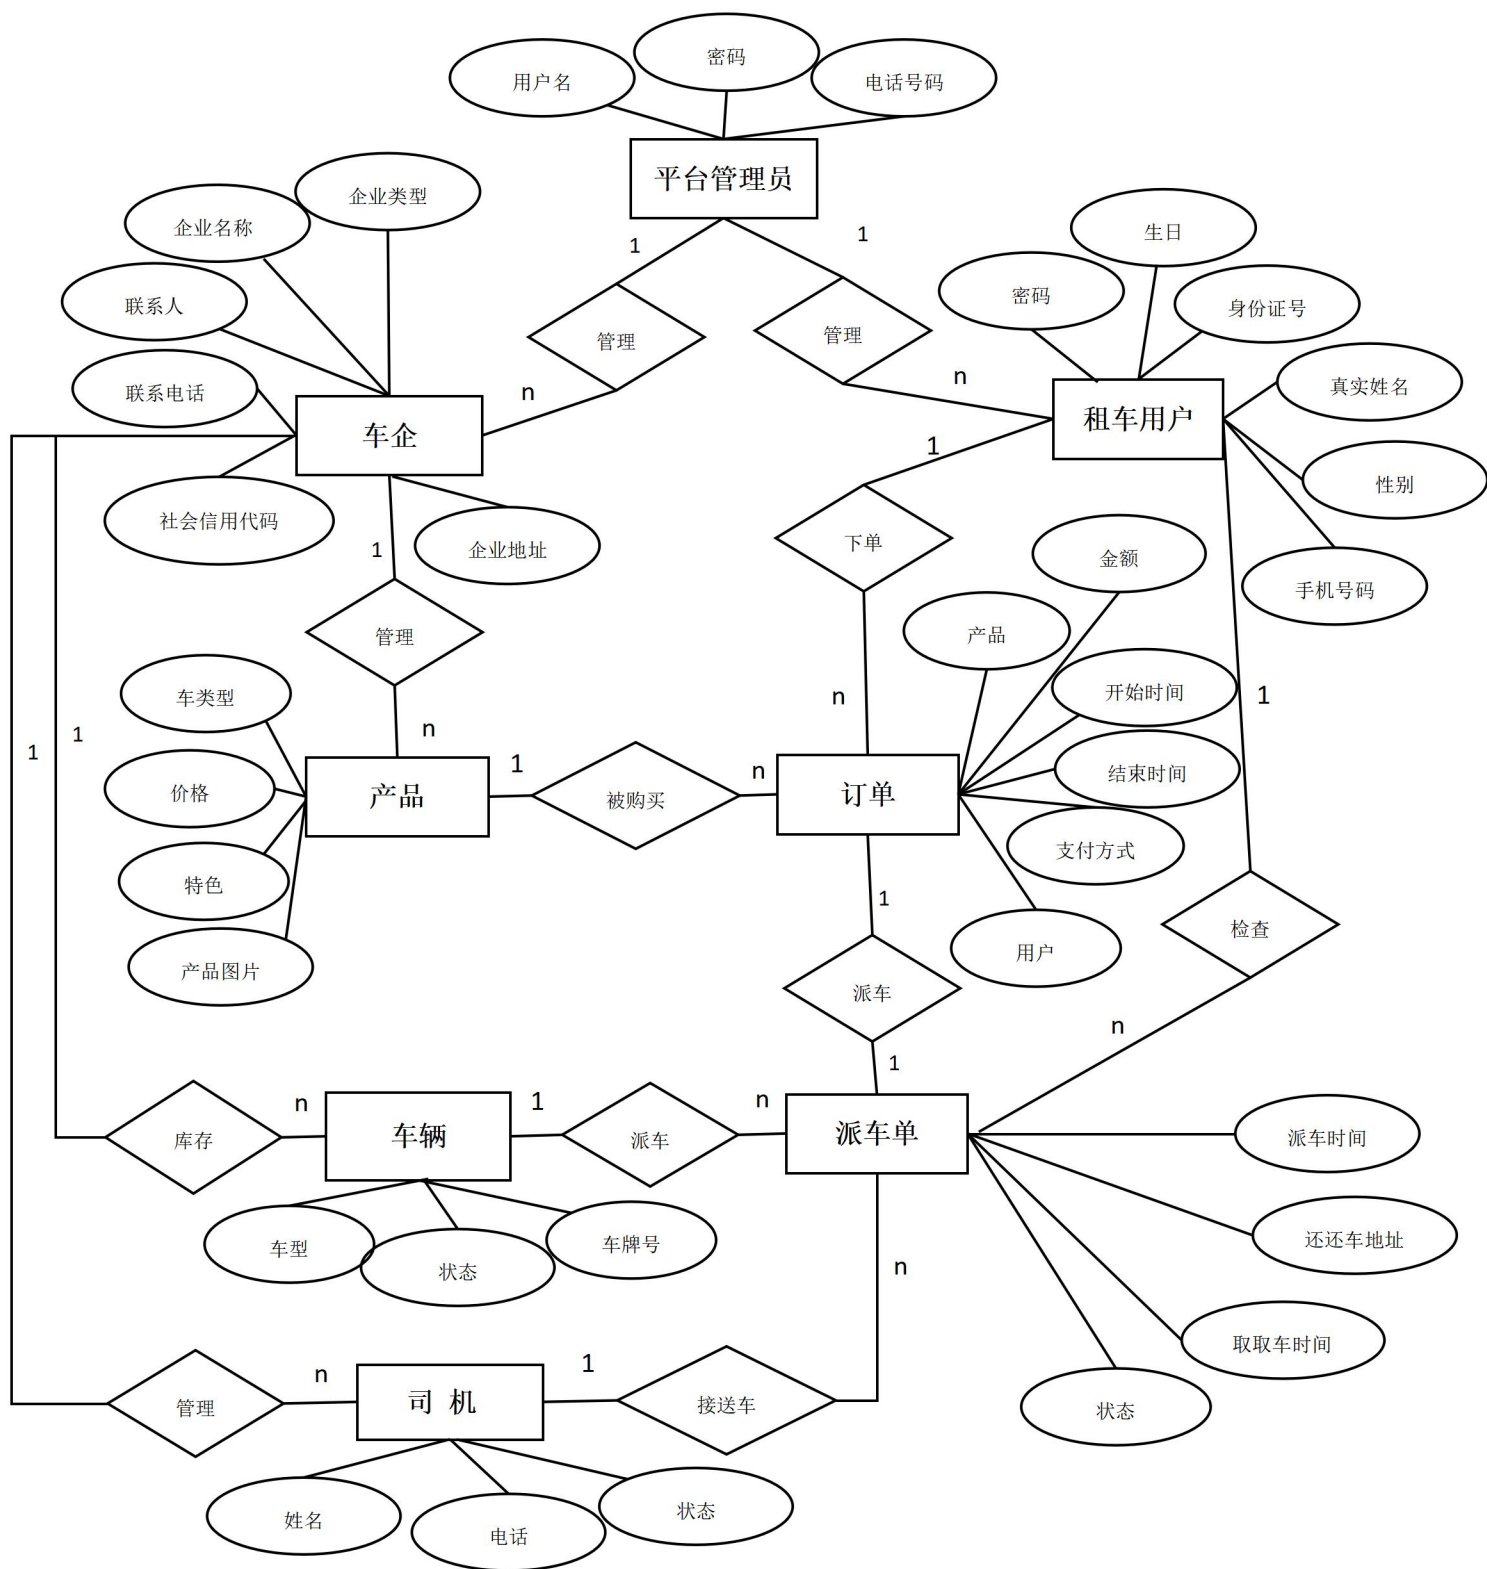 密码
用户名
电话号码
平台管理员
企业类型
企业名称
生日
1
1
密码
联系人
身份证号
管理
管理
真实姓名
联系电话
n
n
车企
租车用户
1
性别
社会信用代码
企业地址
1
下单
金额
手机号码
管理
产品
车类型
n
开始时间
1
n
1
1
1
n
结束时间
价格
产品
被购买
订单
支付方式
特色
1
检查
用户
产品图片
派车
n
1
n
1
n
库存
车辆
派车
派车单
派车时间
车型
状态
车牌号
还还车地址
n
取取车时间
n
1
管理
司 机
接送车
状态
姓名
电话
状态